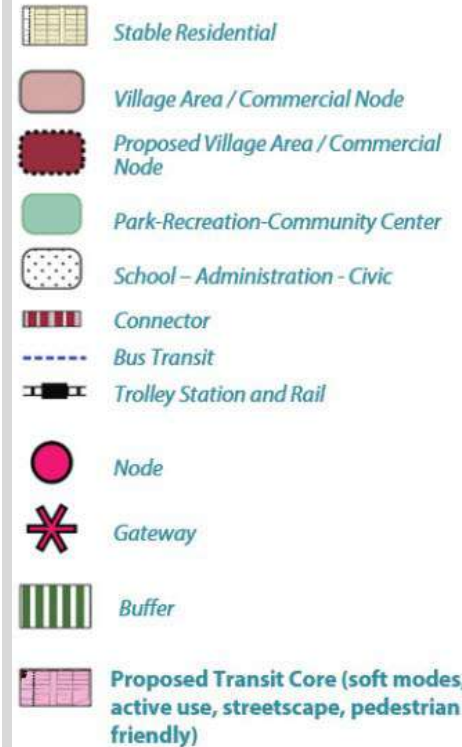 Stable Residential
Village Area / Commercial Node
Proposed Village Area / Commercial
Node
Park-Recreation-Community Center
School – Administration - Civic
Connector
Bus Transit
Trolley Station and Rail
Node
Gateway
Buffer
Proposed Transit Core (soft modes,
active use, streetscape, pedestrian
friendly)